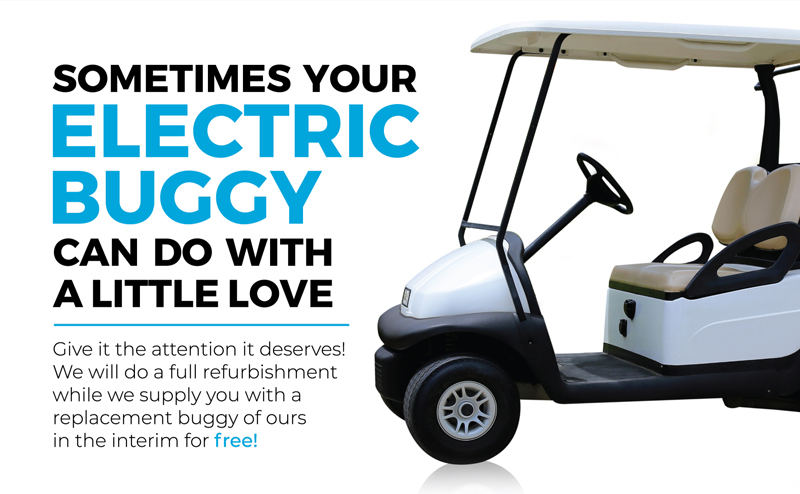 SOMETIMES YOUR
ELECTRIC
BUGGY
CAN DO WITH
A LITTLE LOVE
Give it the attention it deserves!
We will do a full refurbishment
while we supply you with a
replacement buggy of ours
in the interim for free!